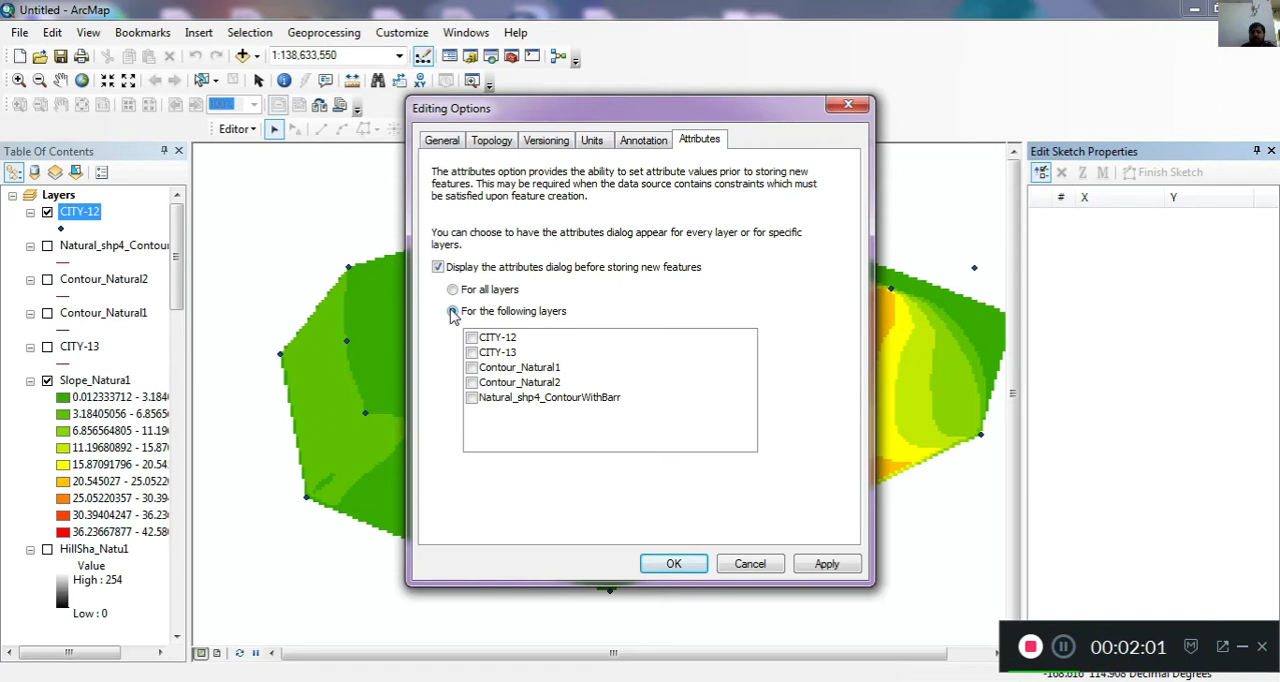 Untitled - ArcMap
File Edit View Bookmarks Insert Selection Geoprocessing Customize Windows Help
1:138,633,550
100%
Editor
Table Of Contents
Layers
CITY-12
Natural_shp4_Contour
Contour_Natural2
Contour_Natural1
CITY-13
Slope_Natura1
0.012333712 - 3.184
3.18405056 - 6.8565
6.856564805 - 11.19
11.19680892 - 15.87
15.87091796 - 20.54
20.545027 - 25.0522
25.05220357 - 30.39
30.39404247 - 36.23
36.23667877 - 42.58
HillSha_Natu1
Value
High : 254
Low : 0
Editing Options
General Topology Versioning Units Annotation Attributes
The attributes option provides the ability to set attribute values prior to storing new
features. This may be required when the data source contains constraints which must
be satisfied upon feature creation.
You can choose to have the attributes dialog appear for every layer or for specific
layers.
Display the attributes dialog before storing new features
For all layers
For the following layers
CITY-12
CITY-13
Contour_Natural1
Contour_Natural2
Natural_shp4_ContourWithBarr
OK Cancel Apply
Edit Sketch Properties
Z M Finish Sketch
# X Y
00:02:01
-168.616 114.908 Decimal Degrees